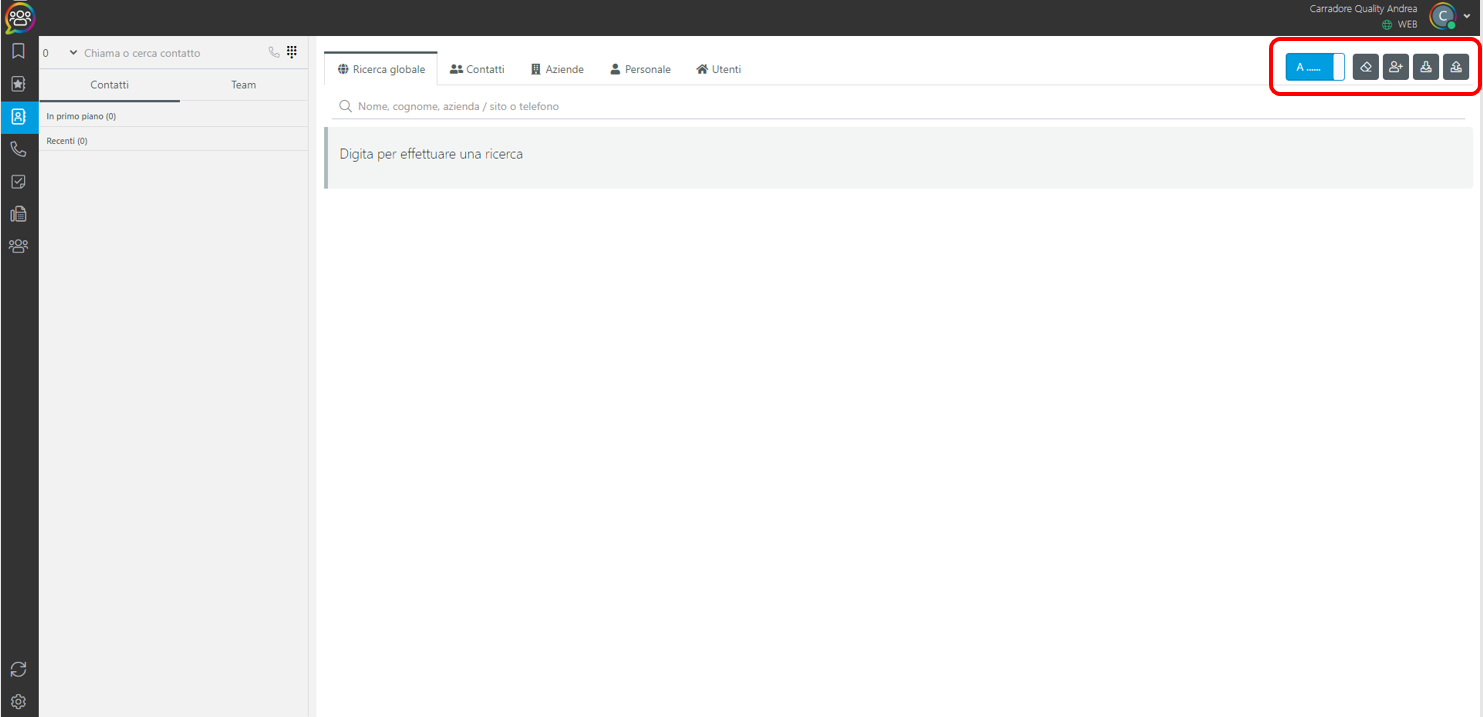 Carradore Quality Andrea
WEB
C
0 Chiama o cerca contatto
Contatti Team
In primo piano (0)
Recenti (0)
Ricerca globale Contatti Aziende Personale Utenti
A ......
Nome, cognome, azienda / sito o telefono
Digita per effettuare una ricerca